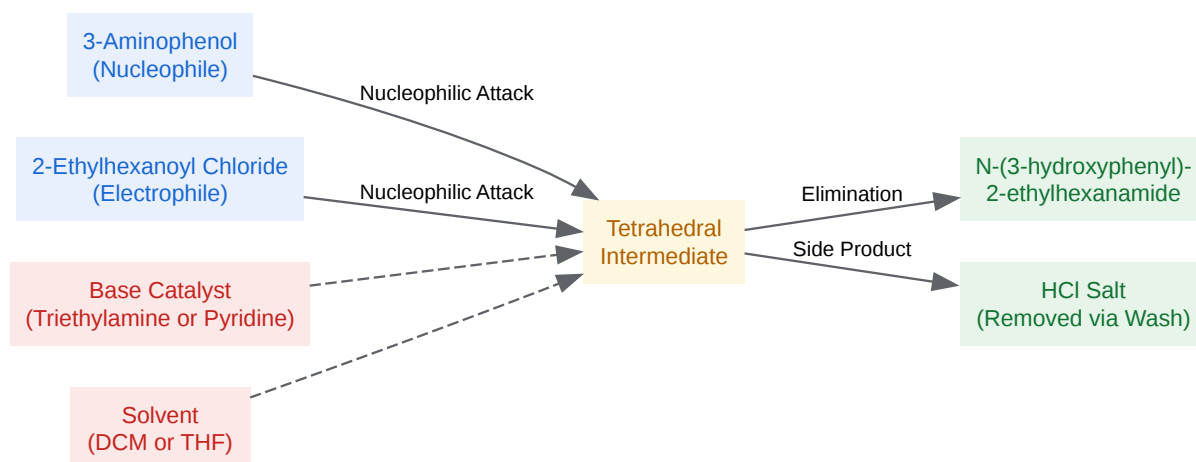 3-Aminophenol
(Nucleophile)
Nucleophilic Attack
2-Ethylhexanoyl Chloride
(Electrophile)
Nucleophilic Attack
Base Catalyst
(Triethylamine or Pyridine)
Solvent
(DCM or THF)
Tetrahedral
Intermediate
Elimination
Side Product
N-(3-hydroxyphenyl)-
2-ethylhexanamide
HCl Salt
(Removed via Wash)